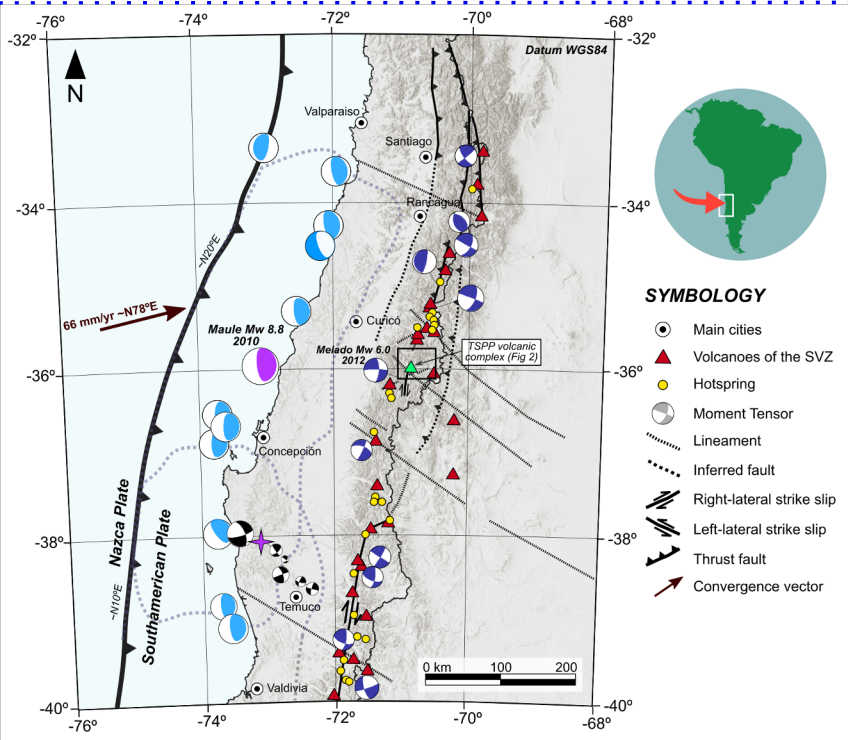 -76° -74° -72° -70° -68°
-32° -32°
Datum WGS84
N
Valparaiso
Santiago
-34° Rancagua -34°
~N20°E
66 mm/yr ~N78°E
Curicó
Maule Mw 8.8
2010
Melado Mw 6.0
2012
TSPP volcanic
complex (Fig 2)
-36° -36°
Concepción
Nazca Plate
Southamerican Plate
-38° -38°
~N10°E
Temuco
Valdivia
0 km 100 200
-40° -40°
-76° -74° -72° -70° -68°
SYMBOLOGY
Main cities
Volcanoes of the SVZ
Hotspring
Moment Tensor
Lineament
Inferred fault
Right-lateral strike slip
Left-lateral strike slip
Thrust fault
Convergence vector